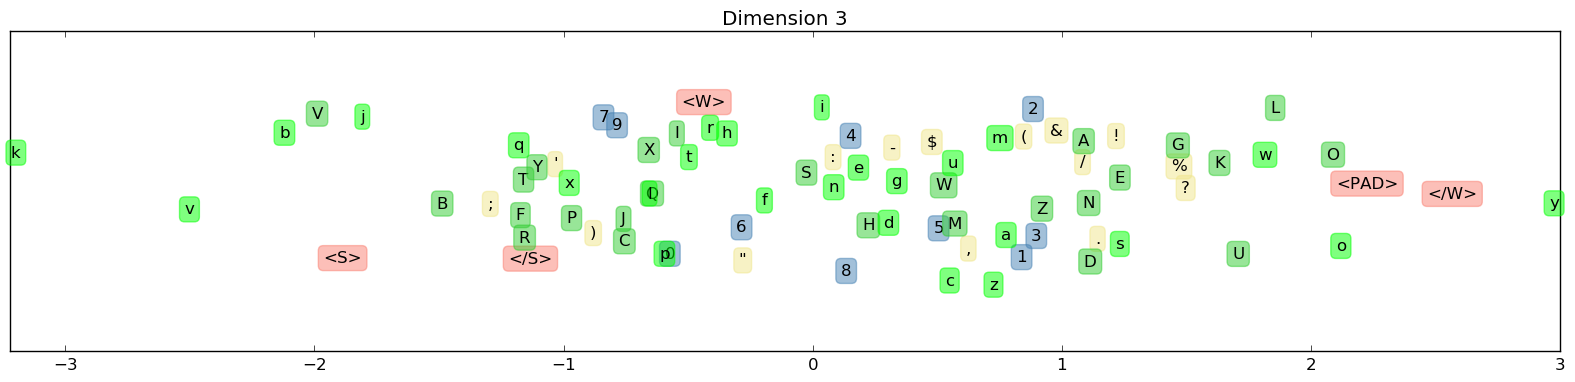 Dimension 3
<W>
i
2
L
V
j
7
9
r
h
I
b
4
m
(
&
A
!
q
X
t
:
-
$
u
/
G
%
K
w
O
k
Y
'
T
x
S
e
n
g
W
E
?
<PAD>
</W>
B
;
Q
f
Z
N
y
v
F
P
J
)
6
H
d
5
M
R
C
a
3
.
s
o
<S>
</S>
p
"
8
,
1
D
U
c
z
−3
−2
−1
0
1
2
3